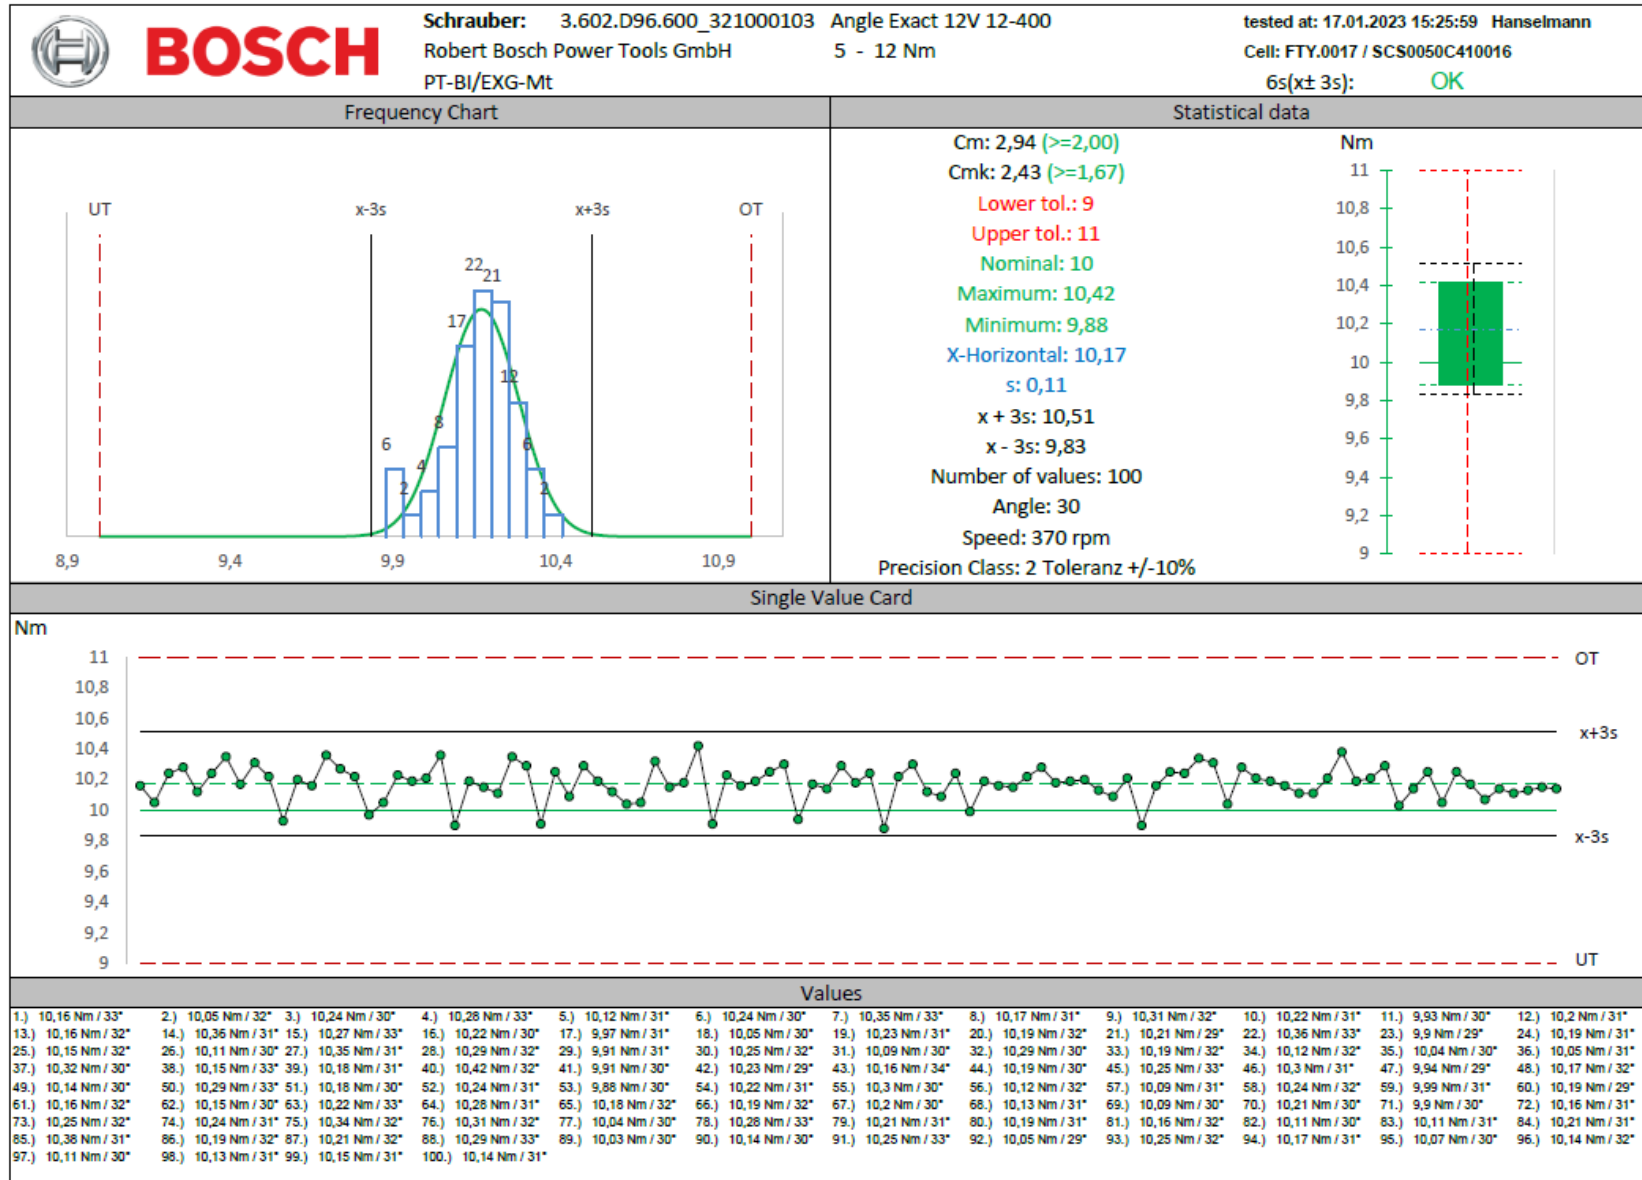 BOSCH
Schrauber: 3.602.D96.600_321000103 Angle Exact 12V 12-400
Robert Bosch Power Tools GmbH 5 - 12 Nm
PT-BI/EXG-Mt
tested at: 17.01.2023 15:25:59 Hanselmann
Cell: FTY.0017 / SCS0050C410016
6s(x± 3s): OK
Frequency Chart
UT x-3s x+3s OT
22 21
17
12
8
6 6
4
2 2
8,9 9,4 9,9 10,4 10,9
Statistical data
Cm: 2,94 (>=2,00)
Cmk: 2,43 (>=1,67)
Lower tol.: 9
Upper tol.: 11
Nominal: 10
Maximum: 10,42
Minimum: 9,88
X-Horizontal: 10,17
s: 0,11
x + 3s: 10,51
x - 3s: 9,83
Number of values: 100
Angle: 30
Speed: 370 rpm
Precision Class: 2 Toleranz +/-10%
Nm
11
10,8
10,6
10,4
10,2
10
9,8
9,6
9,4
9,2
9
Single Value Card
Nm
11 OT
10,8
10,6 x+3s
10,4
10,2
10
9,8 x-3s
9,6
9,4
9,2
9 UT
Values
1.) 10,16 Nm / 33° 2.) 10,05 Nm / 32° 3.) 10,24 Nm / 30° 4.) 10,28 Nm / 33° 5.) 10,12 Nm / 31° 6.) 10,24 Nm / 30° 7.) 10,35 Nm / 33° 8.) 10,17 Nm / 31° 9.) 10,31 Nm / 32° 10.) 10,22 Nm / 31° 11.) 9,93 Nm / 30° 12.) 10,2 Nm / 31°
13.) 10,16 Nm / 32° 14.) 10,36 Nm / 31° 15.) 10,27 Nm / 33° 16.) 10,22 Nm / 30° 17.) 9,97 Nm / 31° 18.) 10,05 Nm / 30° 19.) 10,23 Nm / 31° 20.) 10,19 Nm / 32° 21.) 10,21 Nm / 29° 22.) 10,36 Nm / 33° 23.) 9,9 Nm / 29° 24.) 10,19 Nm / 31°
25.) 10,15 Nm / 32° 26.) 10,11 Nm / 30° 27.) 10,35 Nm / 31° 28.) 10,29 Nm / 32° 29.) 9,91 Nm / 31° 30.) 10,25 Nm / 32° 31.) 10,09 Nm / 30° 32.) 10,29 Nm / 30° 33.) 10,19 Nm / 32° 34.) 10,12 Nm / 32° 35.) 10,04 Nm / 30° 36.) 10,05 Nm / 31°
37.) 10,32 Nm / 30° 38.) 10,15 Nm / 33° 39.) 10,18 Nm / 31° 40.) 10,42 Nm / 32° 41.) 9,91 Nm / 30° 42.) 10,23 Nm / 29° 43.) 10,16 Nm / 34° 44.) 10,19 Nm / 30° 45.) 10,25 Nm / 33° 46.) 10,3 Nm / 31° 47.) 9,94 Nm / 29° 48.) 10,17 Nm / 32°
49.) 10,14 Nm / 30° 50.) 10,29 Nm / 33° 51.) 10,18 Nm / 30° 52.) 10,24 Nm / 31° 53.) 9,88 Nm / 30° 54.) 10,22 Nm / 31° 55.) 10,3 Nm / 30° 56.) 10,12 Nm / 32° 57.) 10,09 Nm / 31° 58.) 10,24 Nm / 32° 59.) 9,99 Nm / 31° 60.) 10,19 Nm / 29°
61.) 10,16 Nm / 32° 62.) 10,15 Nm / 30° 63.) 10,22 Nm / 33° 64.) 10,28 Nm / 31° 65.) 10,18 Nm / 32° 66.) 10,19 Nm / 32° 67.) 10,2 Nm / 30° 68.) 10,13 Nm / 31° 69.) 10,09 Nm / 30° 70.) 10,21 Nm / 30° 71.) 9,9 Nm / 30° 72.) 10,16 Nm / 31°
73.) 10,25 Nm / 32° 74.) 10,24 Nm / 31° 75.) 10,34 Nm / 32° 76.) 10,31 Nm / 32° 77.) 10,04 Nm / 30° 78.) 10,28 Nm / 33° 79.) 10,21 Nm / 31° 80.) 10,19 Nm / 31° 81.) 10,16 Nm / 32° 82.) 10,11 Nm / 30° 83.) 10,11 Nm / 31° 84.) 10,21 Nm / 31°
85.) 10,38 Nm / 31° 86.) 10,19 Nm / 32° 87.) 10,21 Nm / 32° 88.) 10,29 Nm / 33° 89.) 10,03 Nm / 30° 90.) 10,14 Nm / 30° 91.) 10,25 Nm / 33° 92.) 10,05 Nm / 29° 93.) 10,25 Nm / 32° 94.) 10,17 Nm / 31° 95.) 10,07 Nm / 30° 96.) 10,14 Nm / 32°
97.) 10,11 Nm / 30° 98.) 10,13 Nm / 31° 99.) 10,15 Nm / 31° 100.) 10,14 Nm / 31°